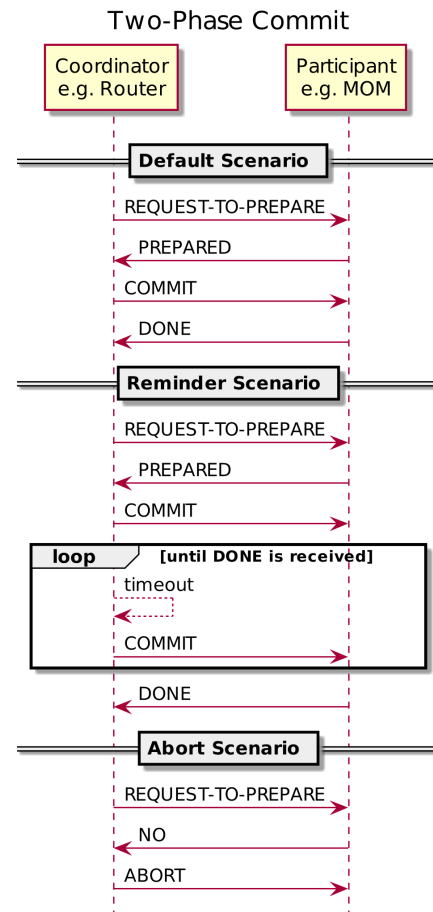 Two-Phase Commit
Coordinator
e.g. Router
Participant
e.g. MOM
Default Scenario
REQUEST-TO-PREPARE
PREPARED
COMMIT
DONE
Reminder Scenario
REQUEST-TO-PREPARE
PREPARED
COMMIT
loop [until DONE is received]
timeout
COMMIT
DONE
Abort Scenario
REQUEST-TO-PREPARE
NO
ABORT